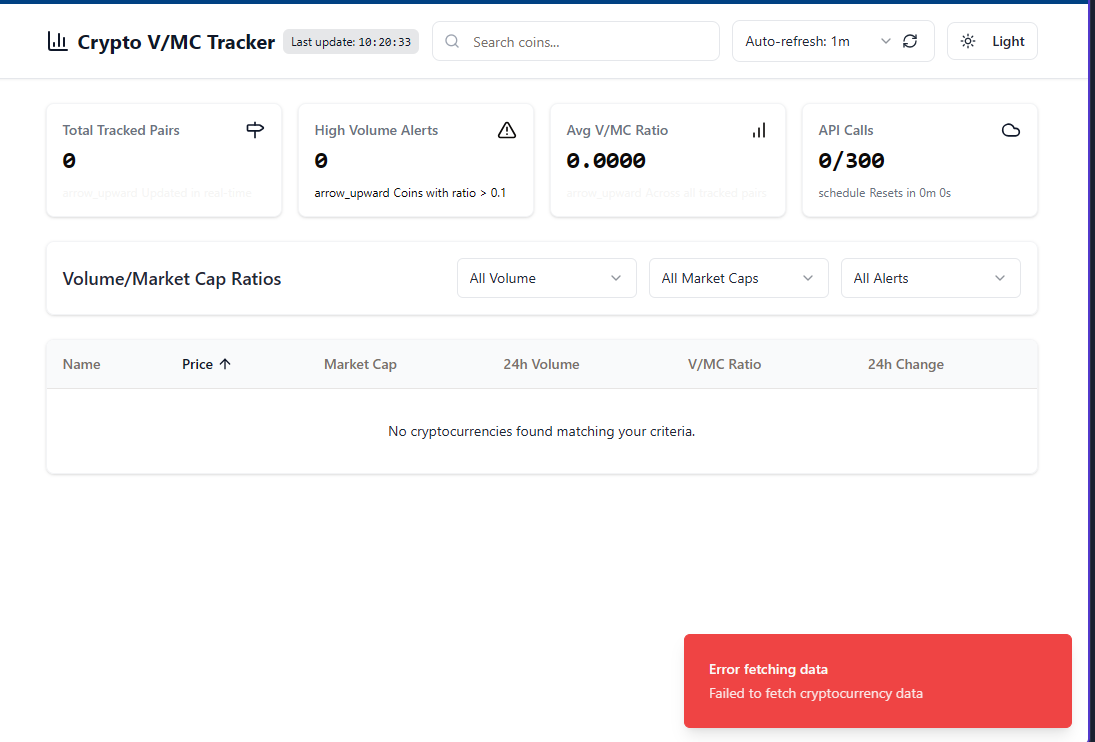 Crypto V/MC Tracker
Last update: 10:20:33
Search coins...
Auto-refresh: 1m
Light
Total Tracked Pairs
0
arrow_upward Updated in real-time
High Volume Alerts
0
arrow_upward Coins with ratio > 0.1
Avg V/MC Ratio
0.0000
arrow_upward Across all tracked pairs
API Calls
0/300
schedule Resets in 0m 0s
Volume/Market Cap Ratios
All Volume
All Market Caps
All Alerts
Name Price ↑ Market Cap 24h Volume V/MC Ratio 24h Change
No cryptocurrencies found matching your criteria.
Error fetching data
Failed to fetch cryptocurrency data